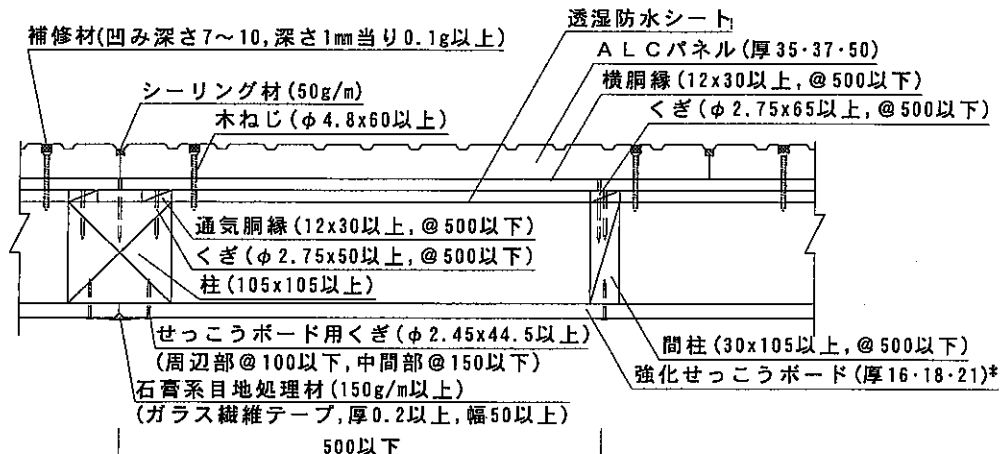 透湿防水シート
補修材(凹み深さ7～10,深さ1mm当り0.1g以上)
ALCパネル(厚35･37･50)
横胴縁(12x30以上,@500以下)
シーリング材(50g/m)
くぎ(φ2.75x65以上,@500以下)
木ねじ(φ4.8x60以上)
通気胴縁(12x30以上,@500以下)
くぎ(φ2.75x50以上,@500以下)
柱(105x105以上)
せっこうボード用くぎ(φ2.45x44.5以上)
(周辺部@100以下,中間部@150以下)
間柱(30x105以上,@500以下)
石膏系目地処理材(150g/m以上)
強化せっこうボード(厚16･18･21)*
(ガラス繊維テープ,厚0.2以上,幅50以上)
500以下